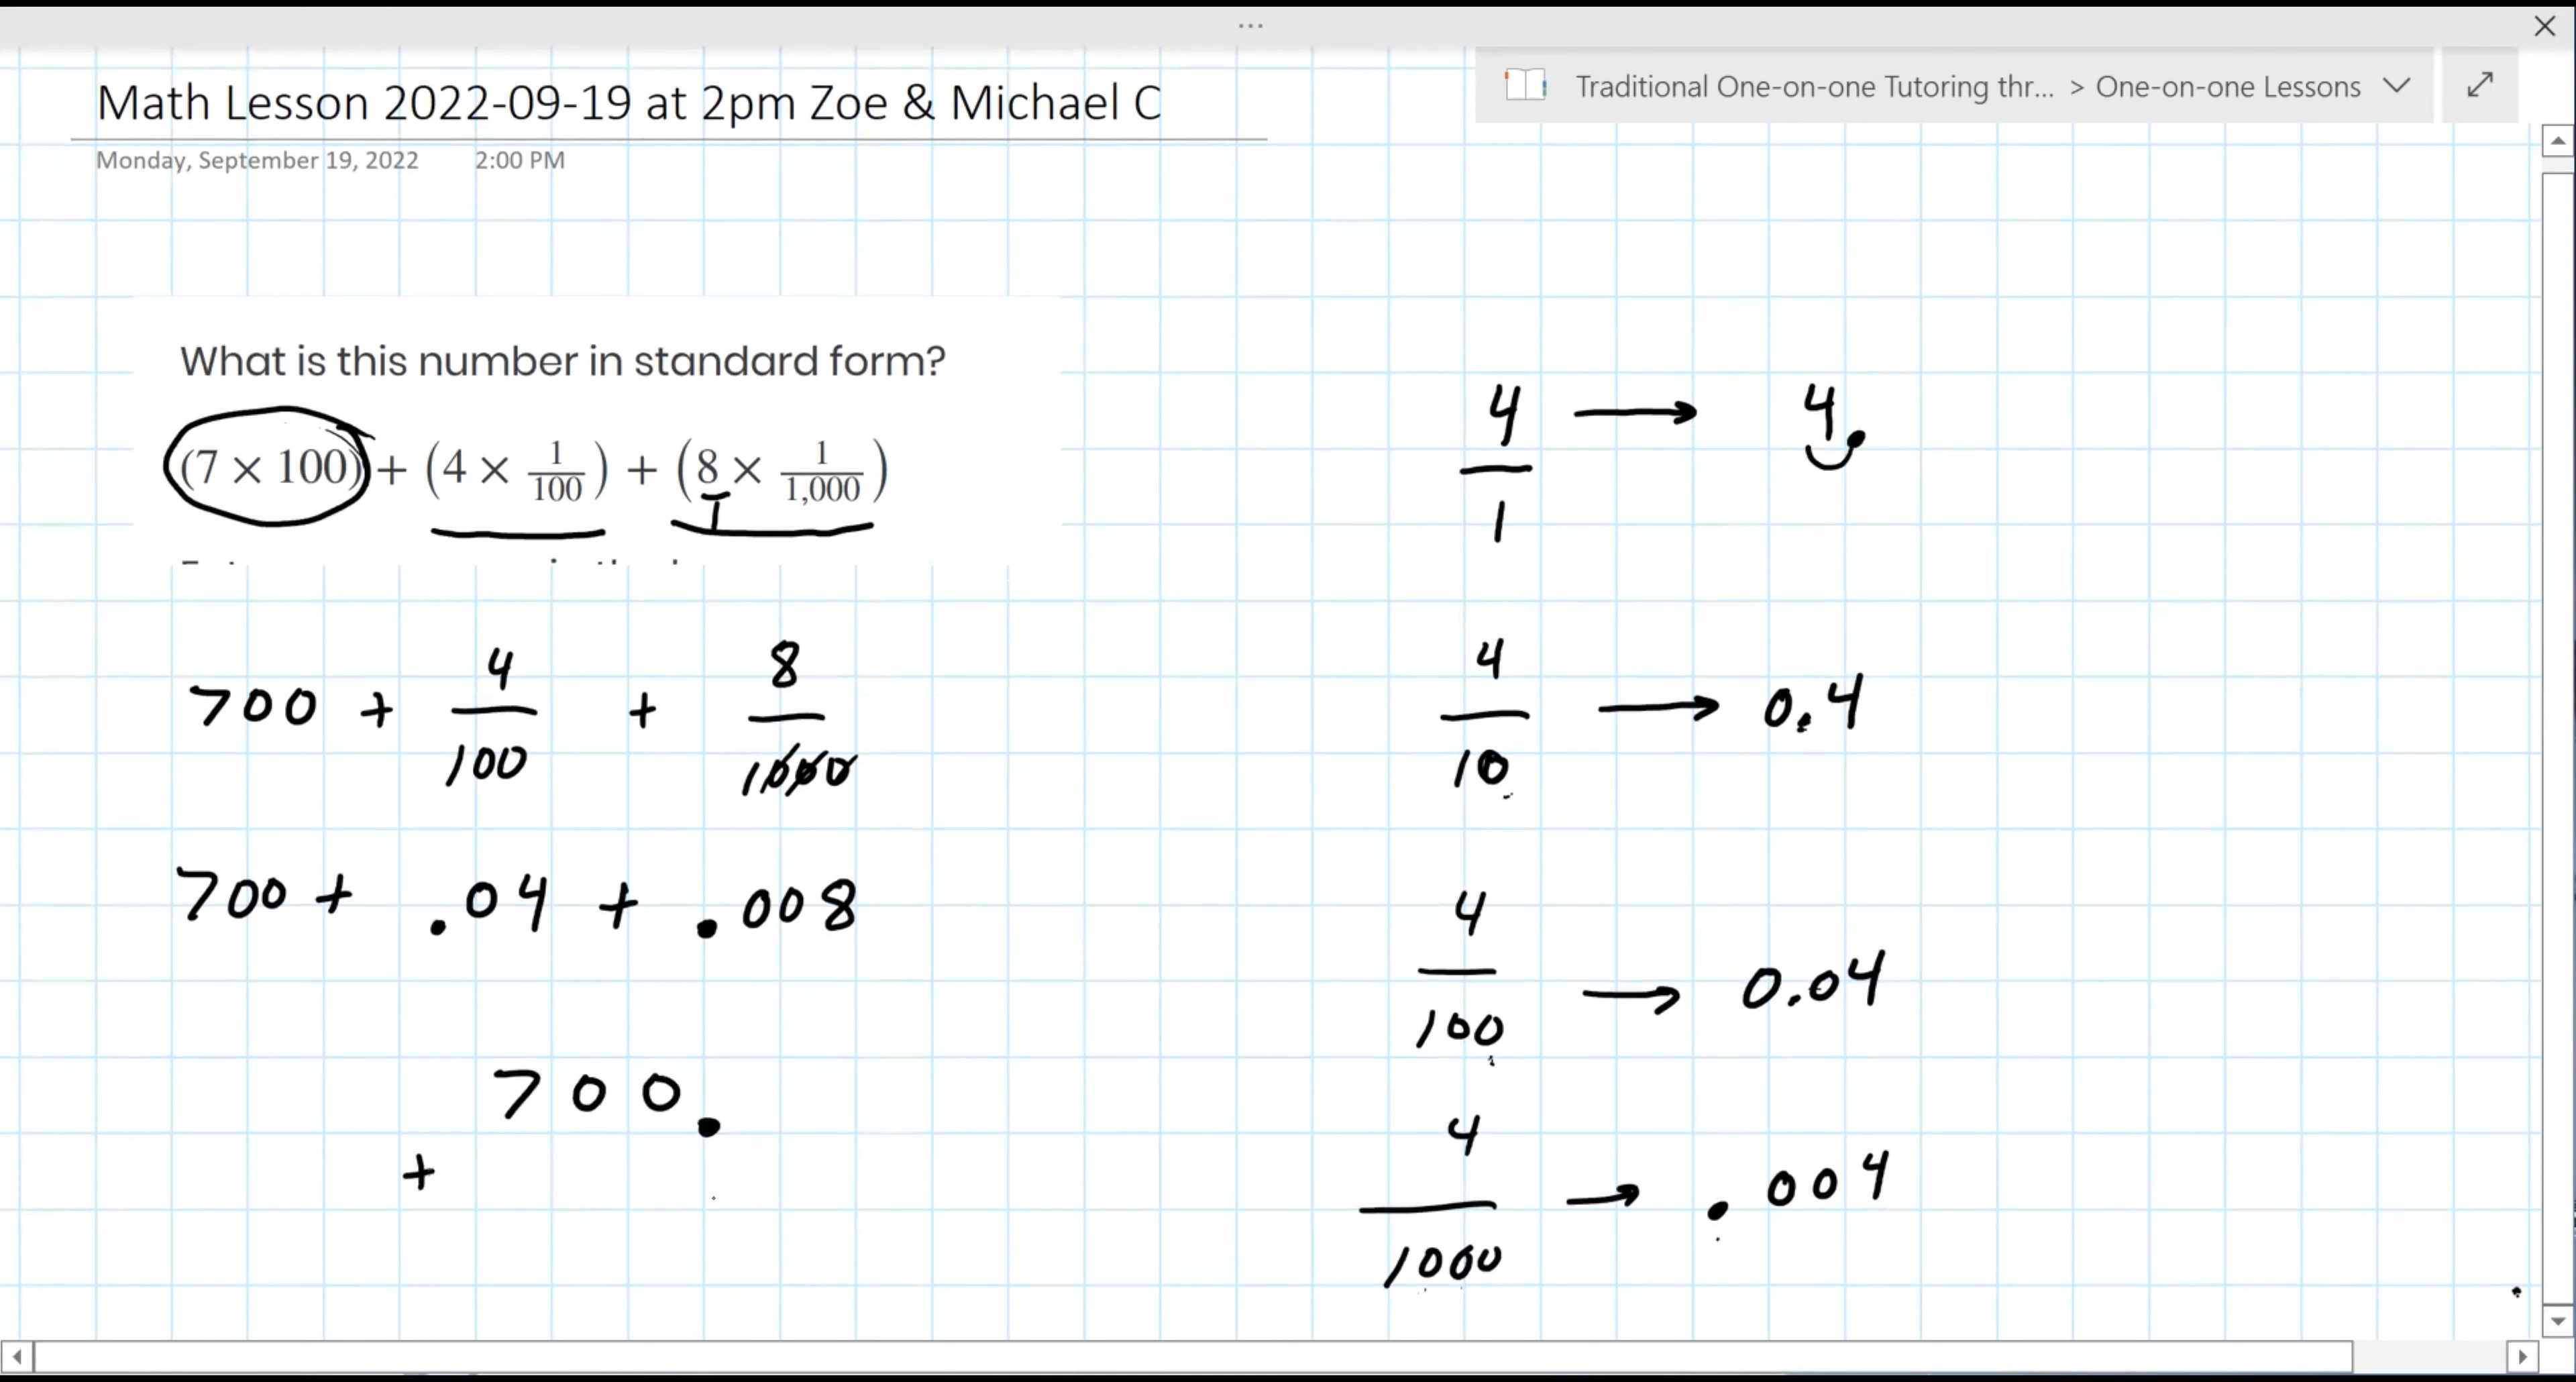 Math Lesson 2022-09-19 at 2pm Zoe & Michael C
Traditional One-on-one Tutoring thr... > One-on-one Lessons
Monday, September 19, 2022 2:00 PM
What is this number in standard form?
(7 × 100) + (4 × 1/100) + (8 × 1/1,000)
700 + 4/100 + 8/1000
700 + .04 + .008
700.
+
4/1 → 4.
4/10 → 0.4
4/100 → 0.04
4/1000 → .004